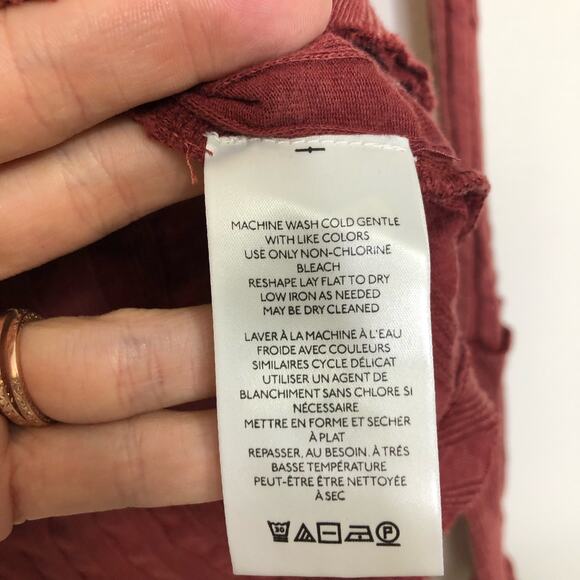 MACHINE WASH COLD GENTLE
WITH LIKE COLORS
USE ONLY NON-CHLORINE
BLEACH
RESHAPE LAY FLAT TO DRY
LOW IRON AS NEEDED
MAY BE DRY CLEANED
LAVER À LA MACHINE À L'EAU
FROIDE AVEC COULEURS
SIMILAIRES CYCLE DÉLICAT
UTILISER UN AGENT DE
BLANCHIMENT SANS CHLORE SI
NÉCESSAIRE
METTRE EN FORME ET SECHER
À PLAT
REPASSER, AU BESOIN. À TRÉS
BASSE TEMPÉRATURE
PEUT-ÊTRE ÊTRE NETTOYÉE
À SEC
30 P